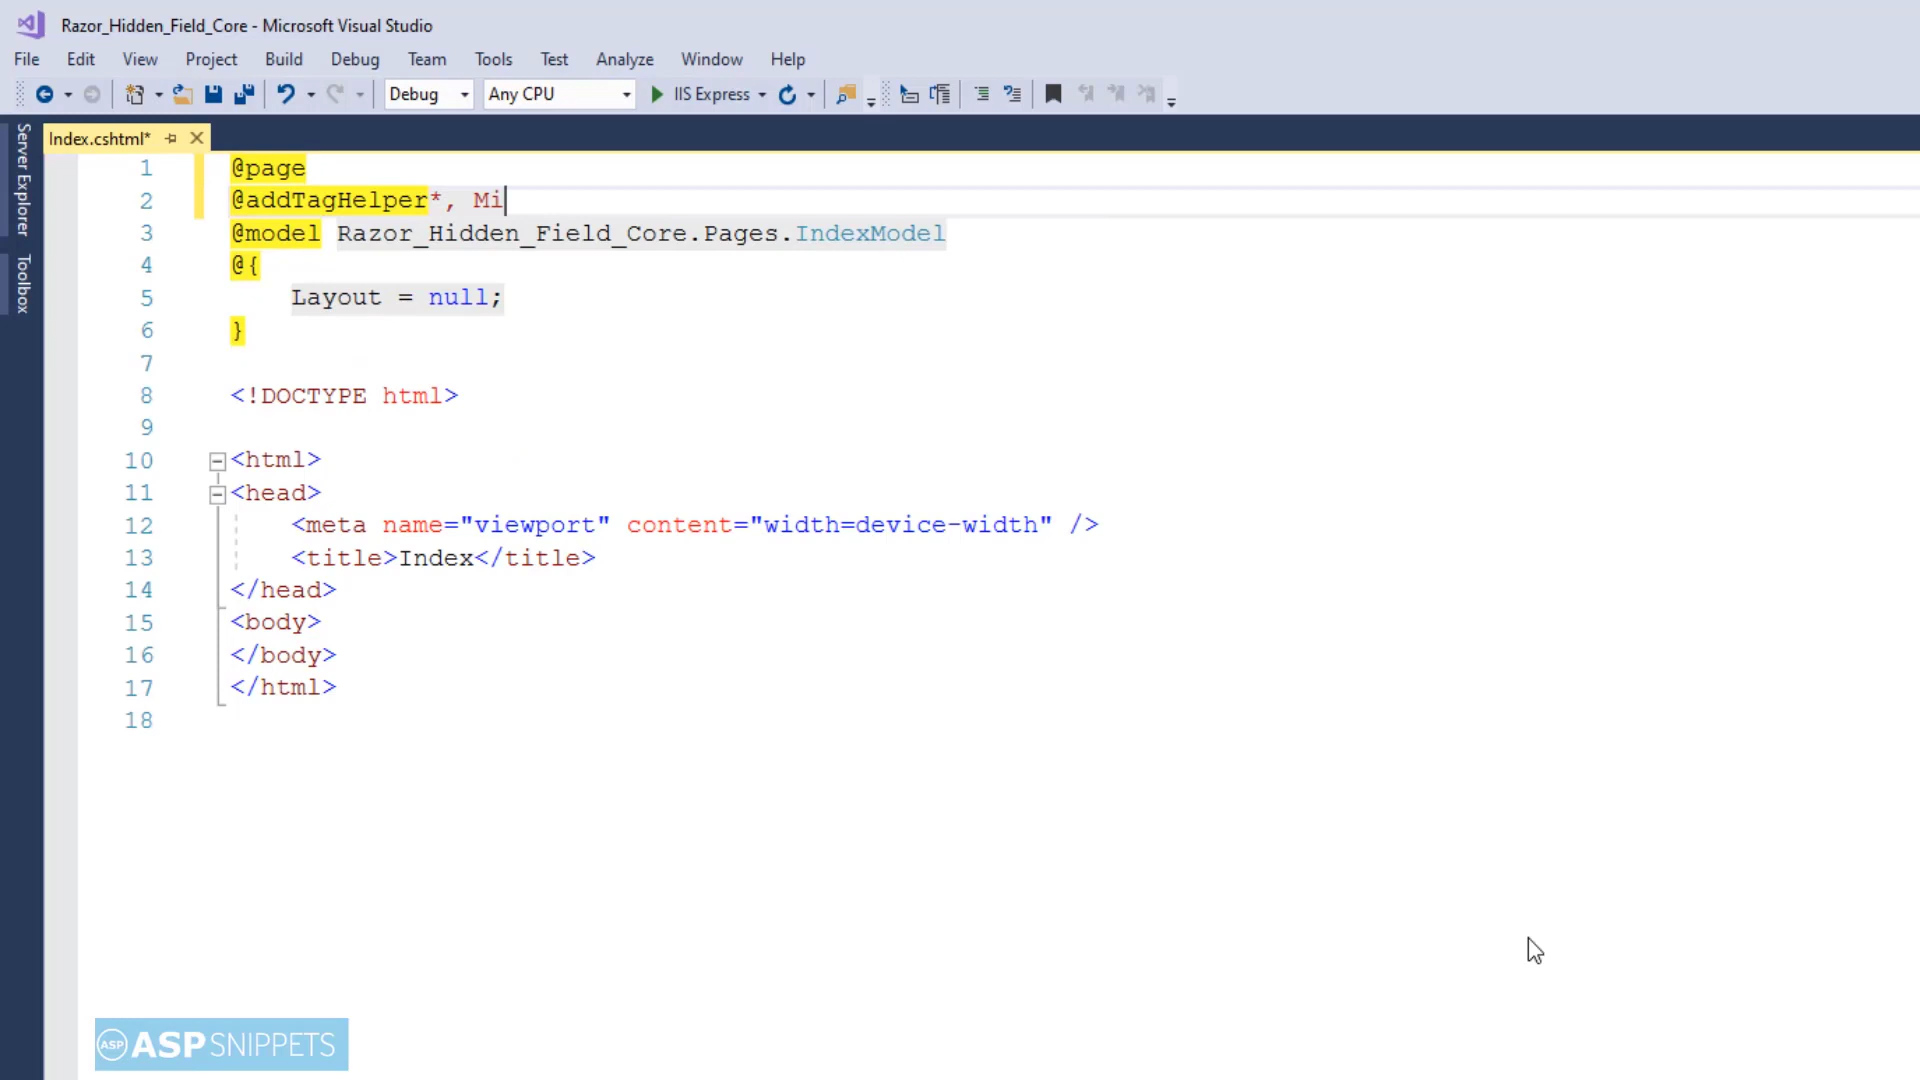 Razor_Hidden_Field_Core - Microsoft Visual Studio
File Edit View Project Build Debug Team Tools Test Analyze Window Help
Debug Any CPU IIS Express
Server Explorer
Toolbox
Index.cshtml*
1 @page
2 @addTagHelper*, Mi
3 @model Razor_Hidden_Field_Core.Pages.IndexModel
4 @{
5 Layout = null;
6 }
7
8 <!DOCTYPE html>
9
10 <html>
11 <head>
12 <meta name="viewport" content="width=device-width" />
13 <title>Index</title>
14 </head>
15 <body>
16 </body>
17 </html>
18
ASP ASPSNIPPETS